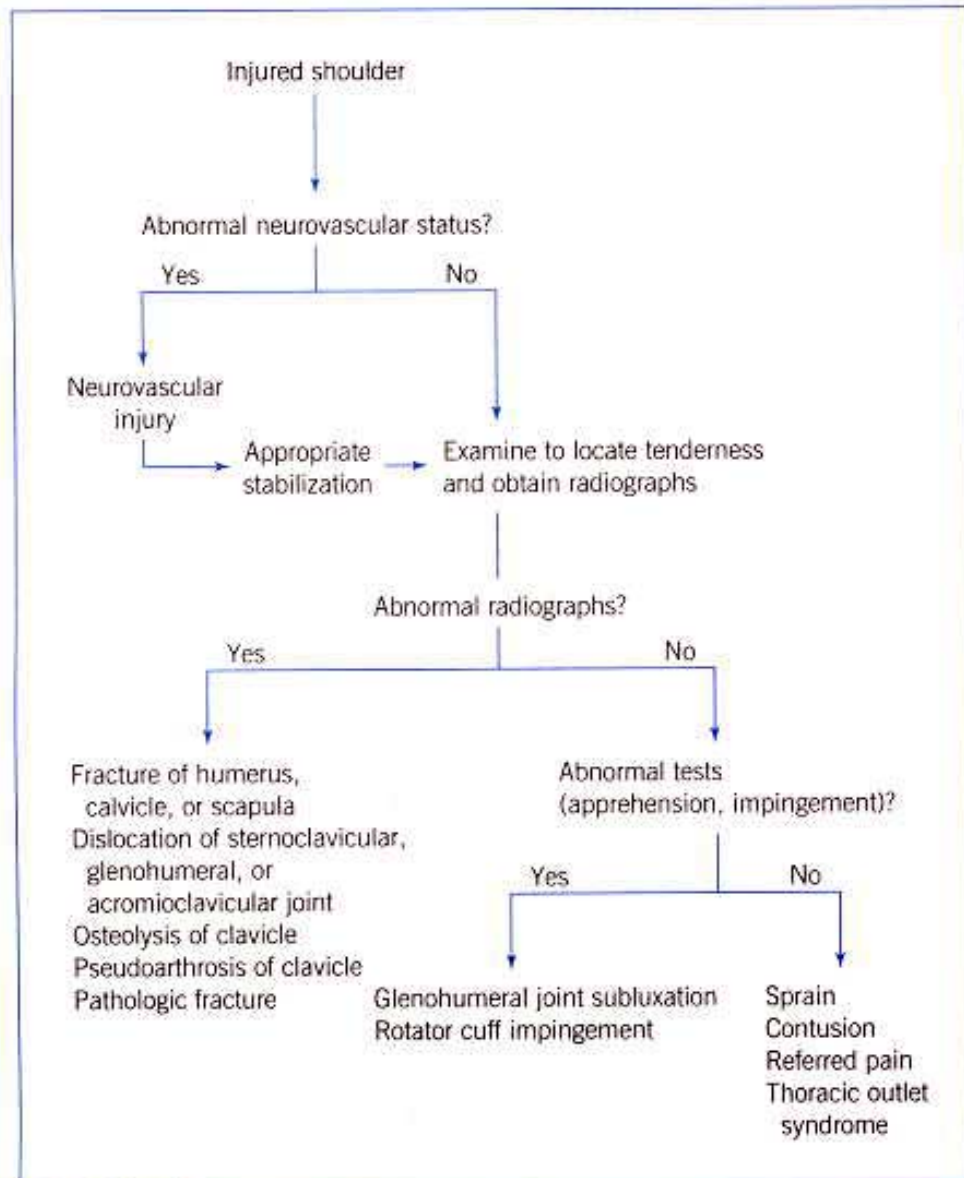 Injured shoulder
Abnormal neurovascular status?
Yes
No
Neurovascular
injury
Appropriate
stabilization
Examine to locate tenderness
and obtain radiographs
Abnormal radiographs?
Yes
No
Fracture of humerus,
calvicle, or scapula
Dislocation of sternoclavicular,
glenohumeral, or
acromioclavicular joint
Osteolysis of clavicle
Pseudoarthrosis of clavicle
Pathologic fracture
Abnormal tests
(apprehension, impingement)?
Yes
No
Glenohumeral joint subluxation
Rotator cuff impingement
Sprain
Contusion
Referred pain
Thoracic outlet
syndrome